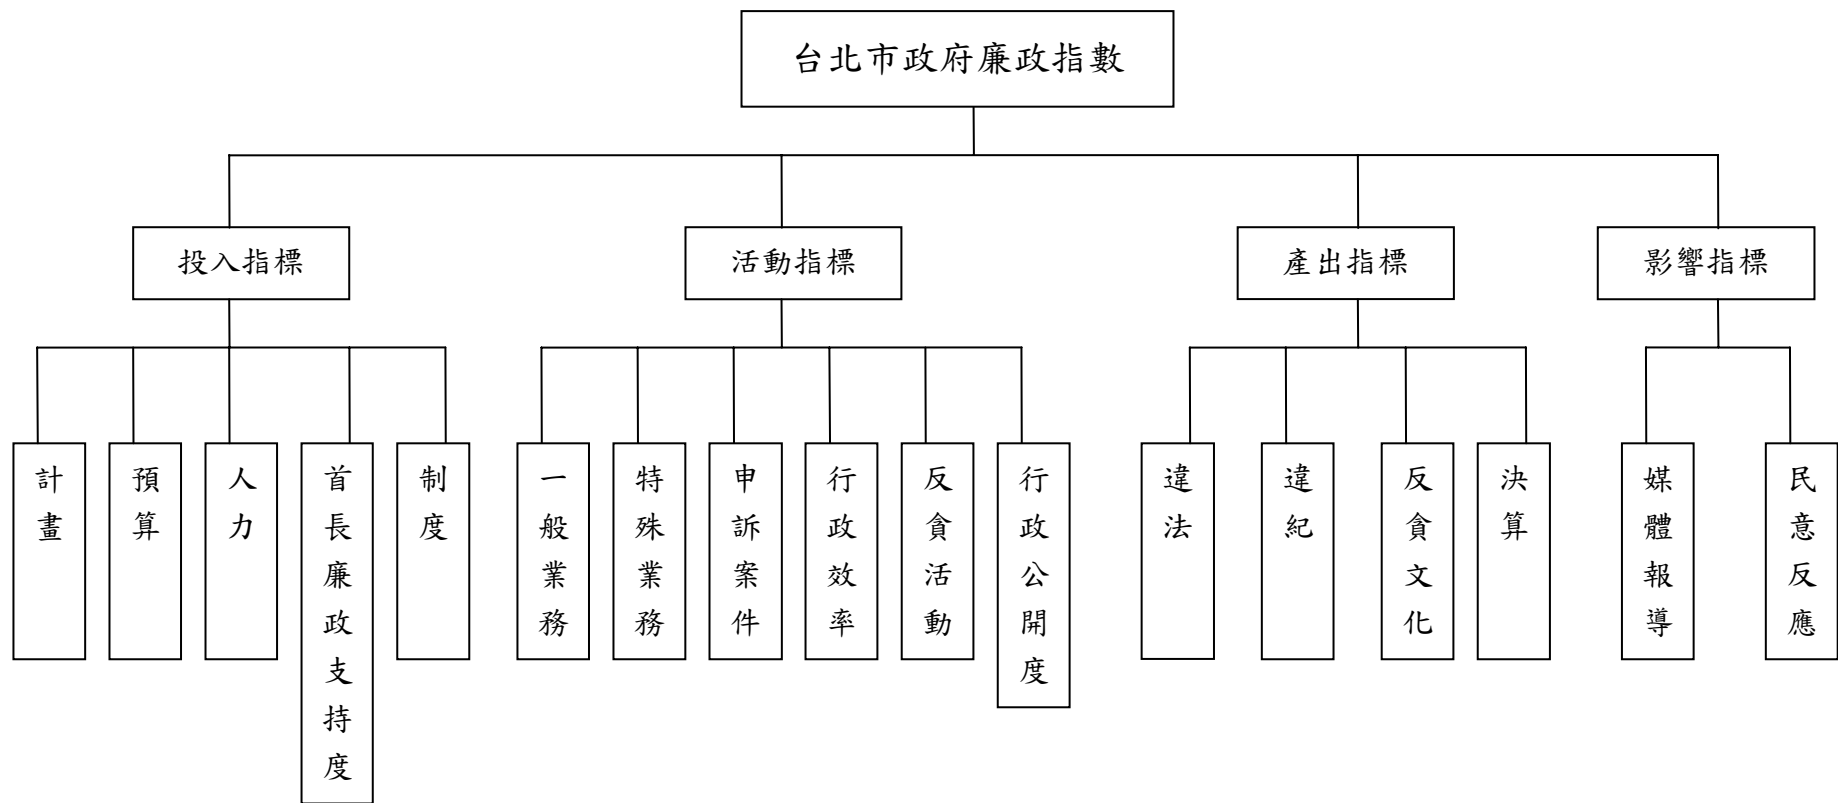 台北市政府廉政指數
投入指標
活動指標
產出指標
影響指標
計畫
預算
人力
首長廉政支持度
制度
一般業務
特殊業務
申訴案件
行政效率
反貪活動
行政公開度
違法
違紀
反貪文化
決算
媒體報導
民意反應